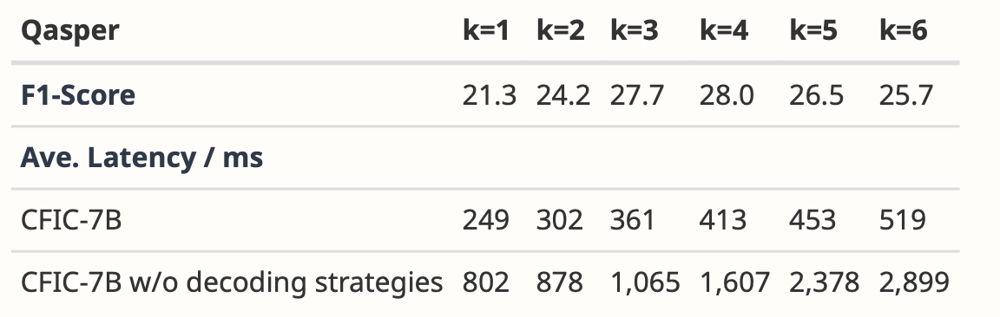 Qasper k=1 k=2 k=3 k=4 k=5 k=6
F1-Score 21.3 24.2 27.7 28.0 26.5 25.7
Ave. Latency / ms
CFIC-7B 249 302 361 413 453 519
CFIC-7B w/o decoding strategies 802 878 1,065 1,607 2,378 2,899